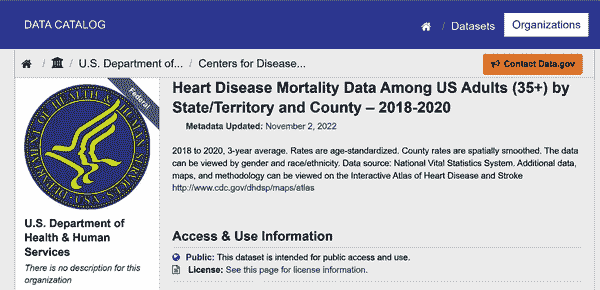 DATA CATALOG
/ Datasets Organizations
/ / U.S. Department of... / Centers for Disease...
Contact Data.gov
Federal
Heart Disease Mortality Data Among US Adults (35+) by
State/Territory and County – 2018-2020
Metadata Updated: November 2, 2022
2018 to 2020, 3-year average. Rates are age-standardized. County rates are spatially smoothed. The data
can be viewed by gender and race/ethnicity. Data source: National Vital Statistics System. Additional data,
maps, and methodology can be viewed on the Interactive Atlas of Heart Disease and Stroke
http://www.cdc.gov/dhdsp/maps/atlas
DEPARTMENT OF HEALTH & HUMAN SERVICES · USA
U.S. Department of
Health & Human
Services
There is no description for this
organization
Access & Use Information
Public: This dataset is intended for public access and use.
License: See this page for license information.